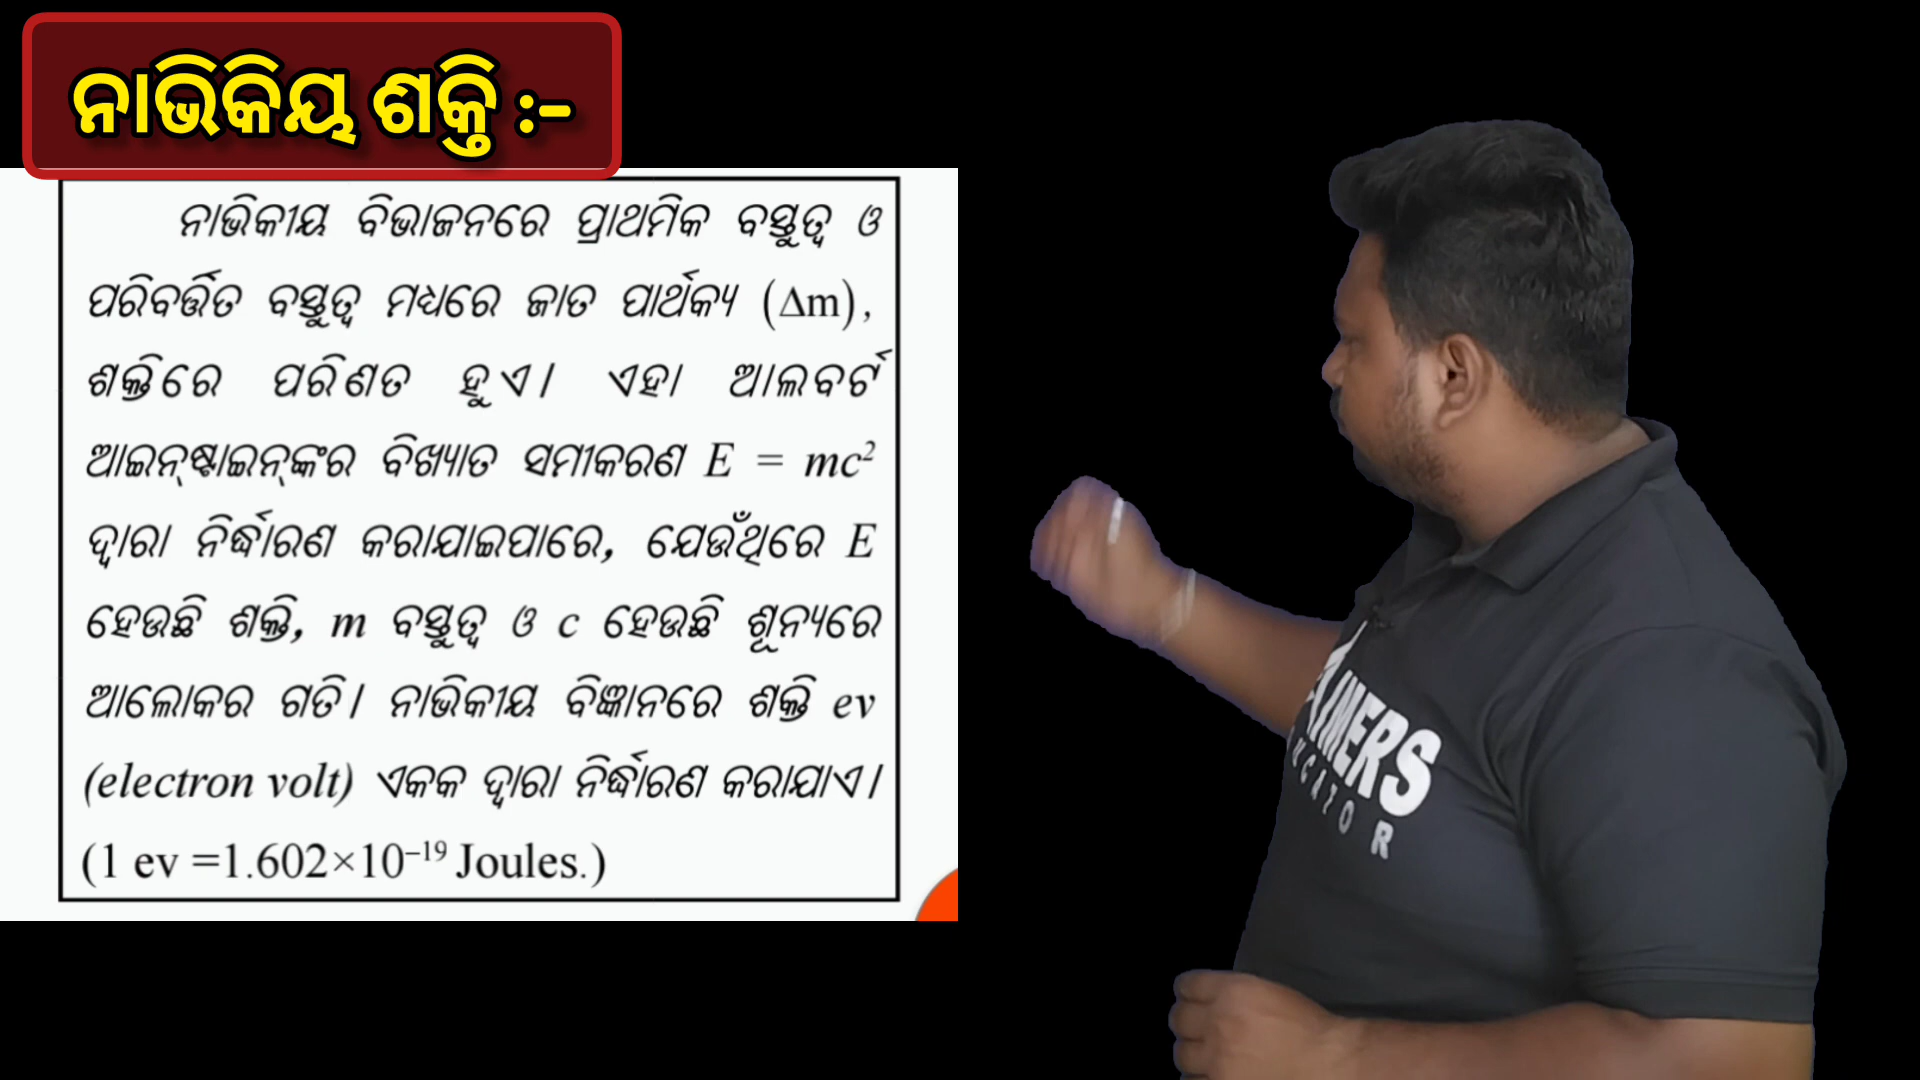 ନାଭିକିୟ ଶକ୍ତି :-
ନାଭିକୀୟ ବିଭାଜନରେ ପ୍ରାଥମିକ ବସ୍ତୁତ୍ୱ ଓ
ପରିବର୍ତ୍ତିତ ବସ୍ତୁତ୍ୱ ମଧ୍ୟରେ ଜାତ ପାର୍ଥକ୍ୟ (Δm),
ଶକ୍ତିରେ ପରିଣତ ହୁଏ। ଏହା ଆଲବର୍ଟ
ଆଇନ୍‌ଷ୍ଟାଇନ୍‌ଙ୍କର ବିଖ୍ୟାତ ସମୀକରଣ E = mc²
ଦ୍ୱାରା ନିର୍ଦ୍ଧାରଣ କରାଯାଇପାରେ, ଯେଉଁଥିରେ E
ହେଉଛି ଶକ୍ତି, m ବସ୍ତୁତ୍ୱ ଓ c ହେଉଛି ଶୂନ୍ୟରେ
ଆଲୋକର ଗତି। ନାଭିକୀୟ ବିଜ୍ଞାନରେ ଶକ୍ତି ev
(electron volt) ଏକକ ଦ୍ୱାରା ନିର୍ଦ୍ଧାରଣ କରାଯାଏ।
(1 ev =1.602×10⁻¹⁹ Joules.)